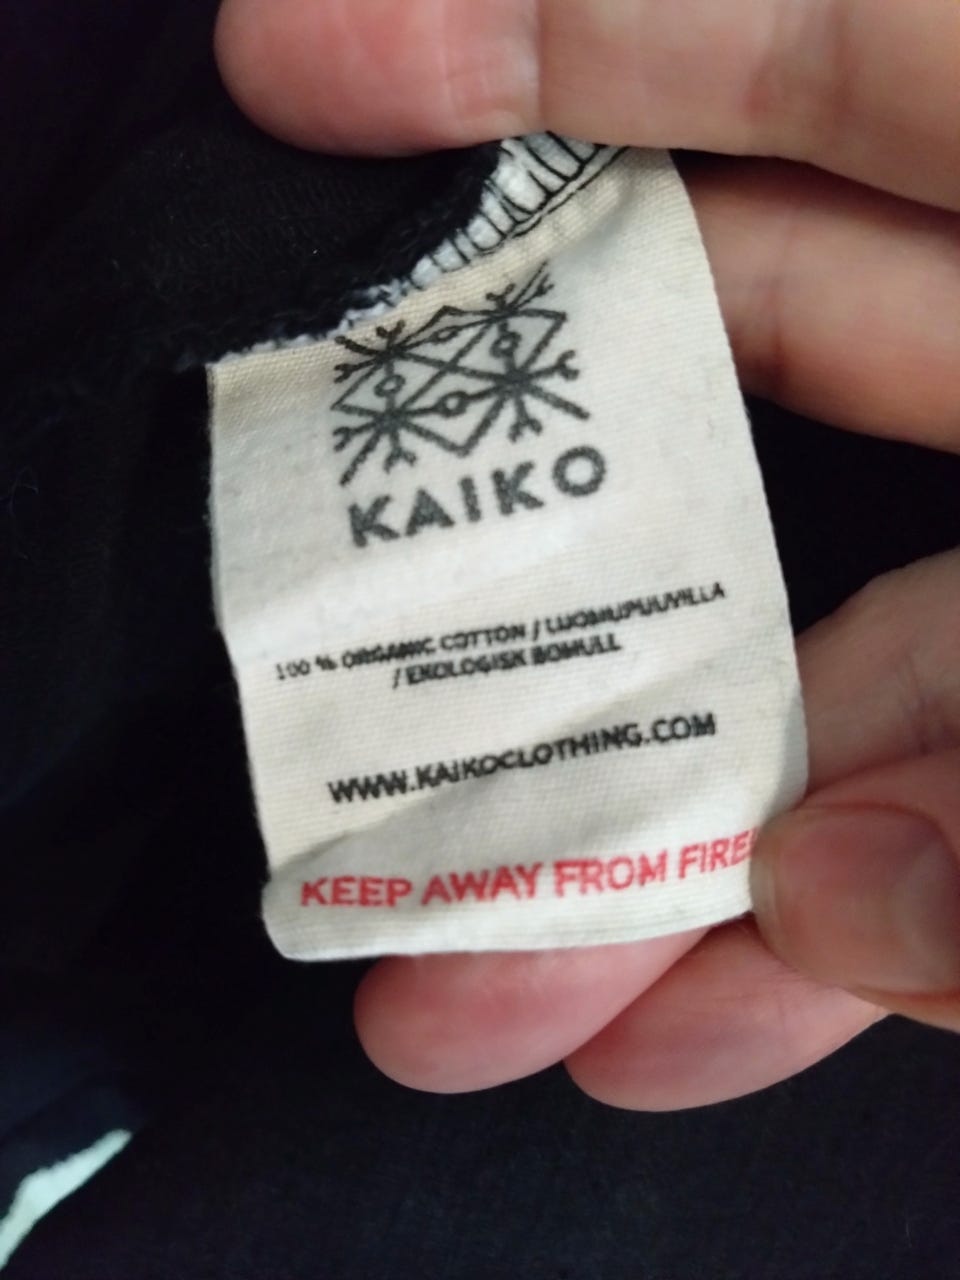 KAIKO
100 % ORGANIC COTTON / LUOMUPUUVILLA
/ EKOLOGISK BOMULL
WWW.KAIKOCLOTHING.COM
KEEP AWAY FROM FIRE!